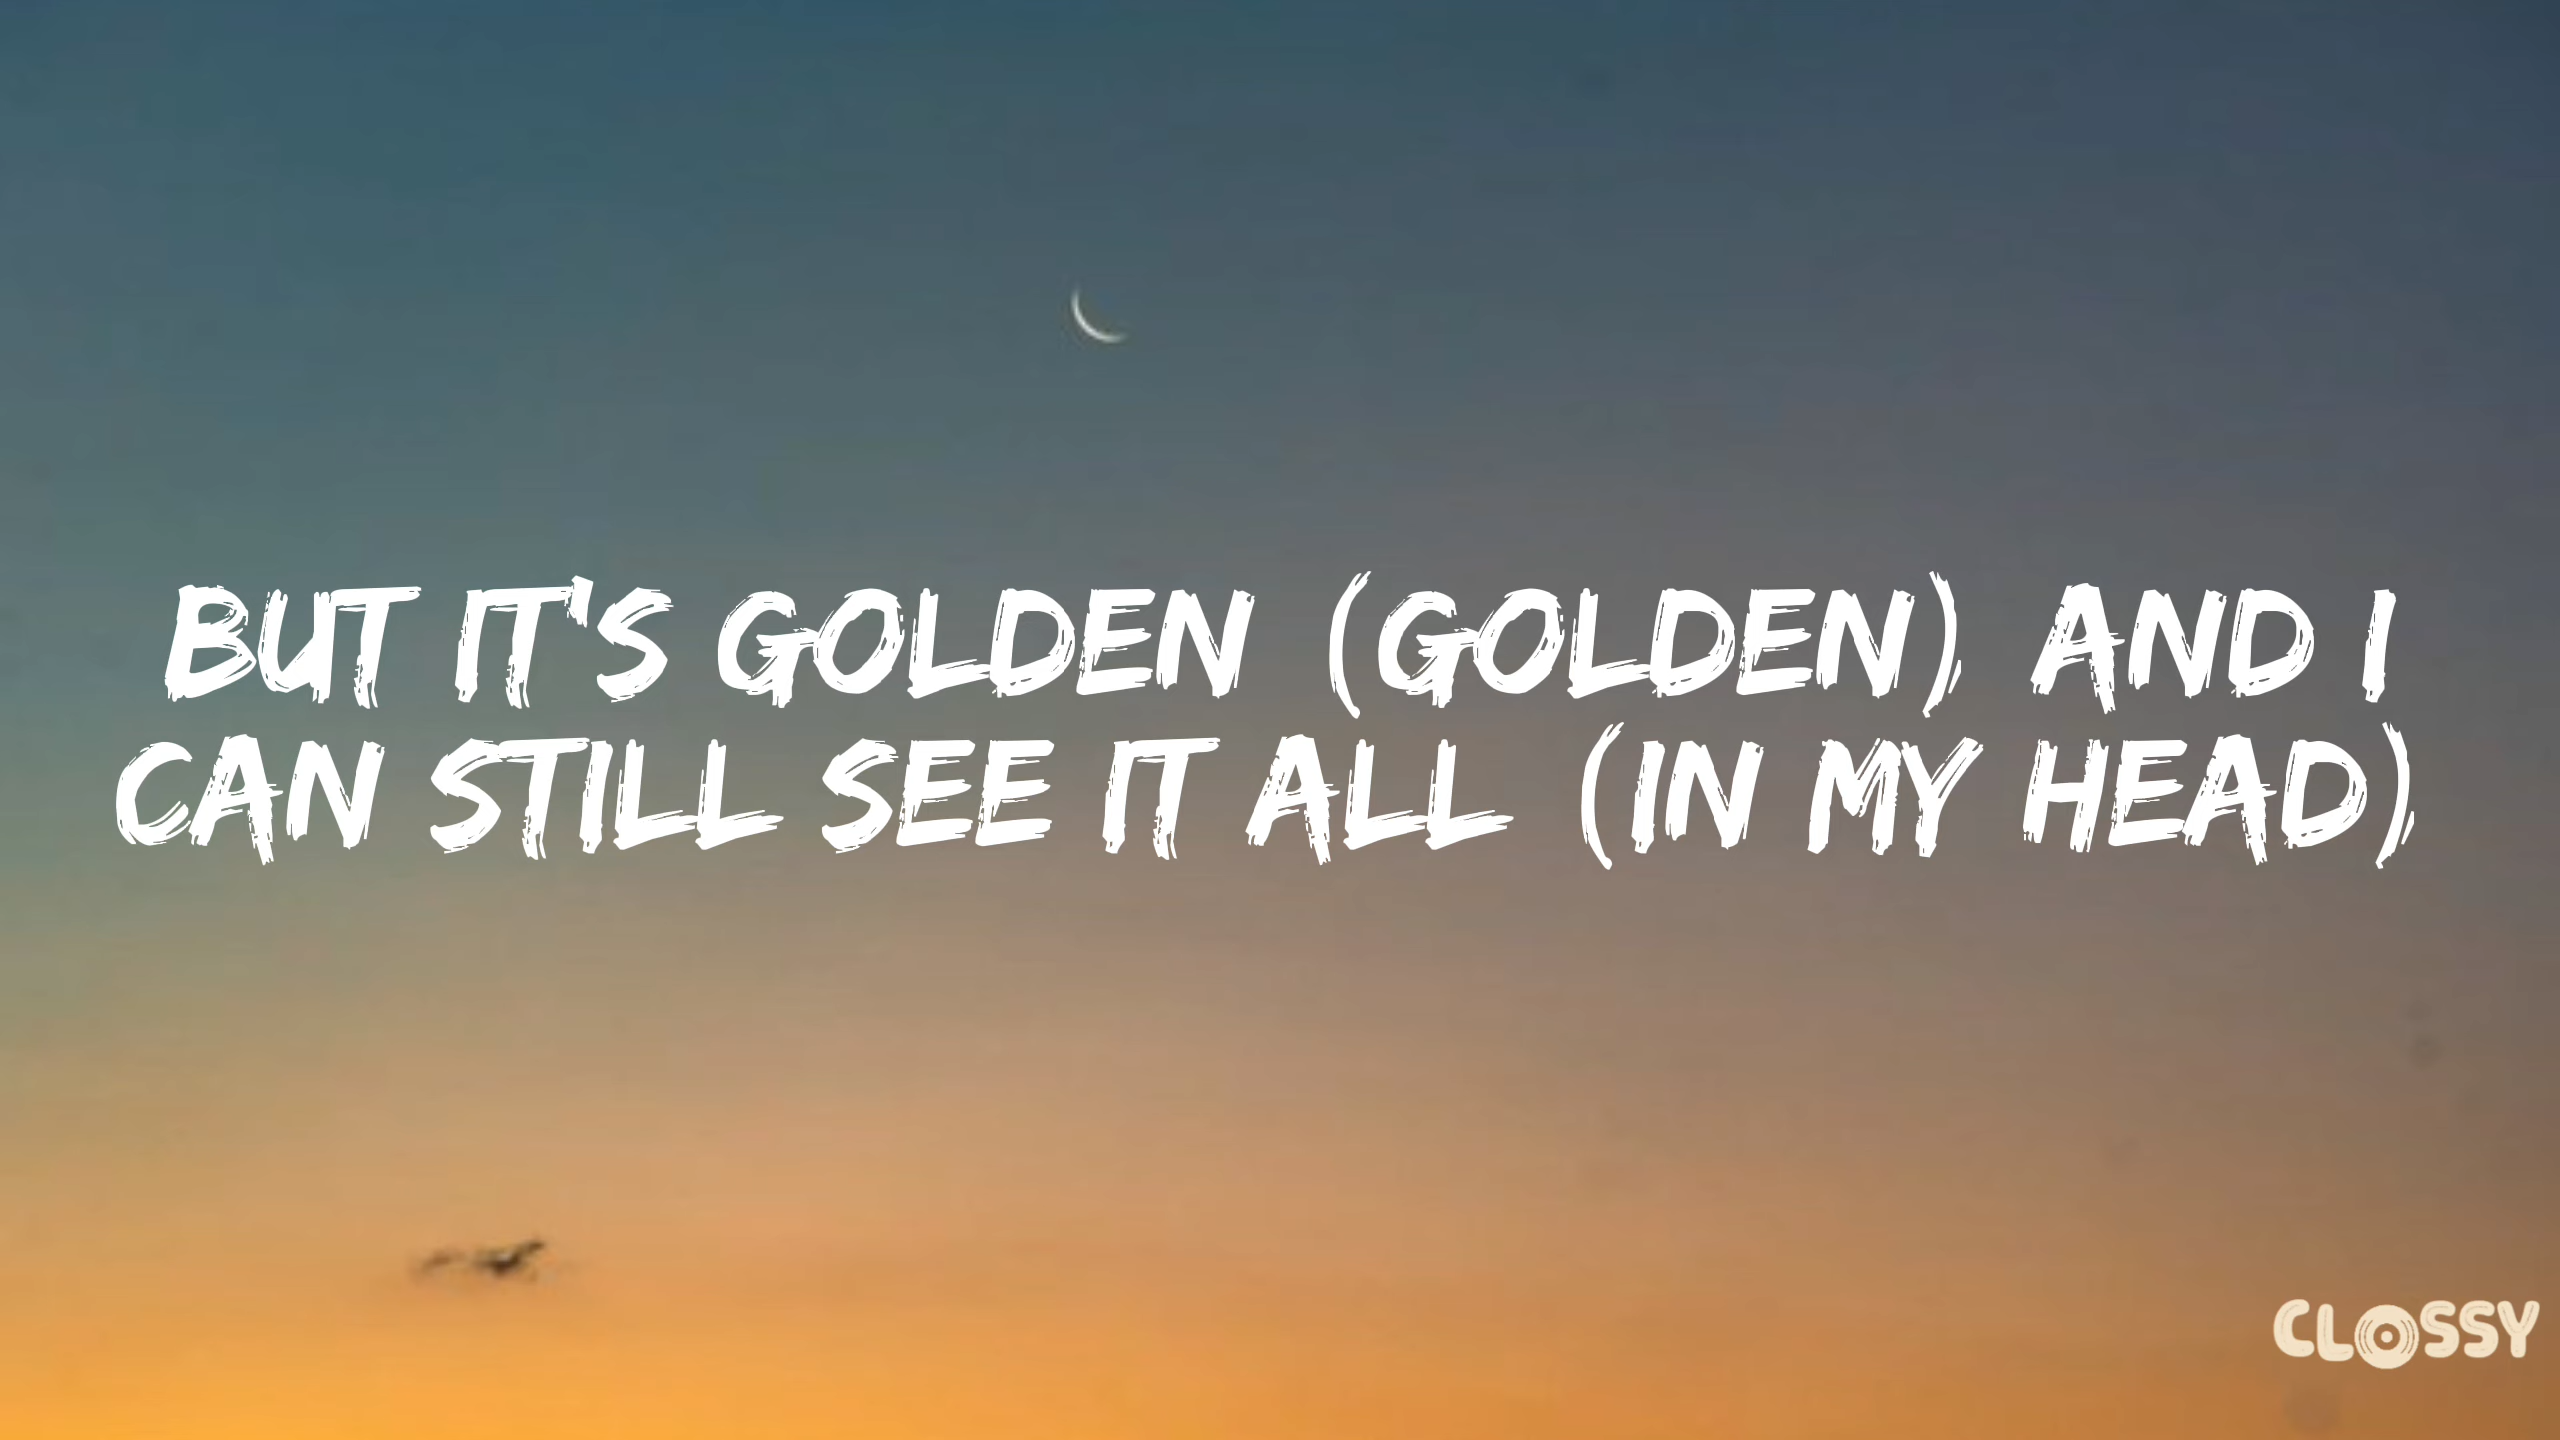 BUT IT'S GOLDEN (GOLDEN) AND I
CAN STILL SEE IT ALL (IN MY HEAD)
CLOSSY